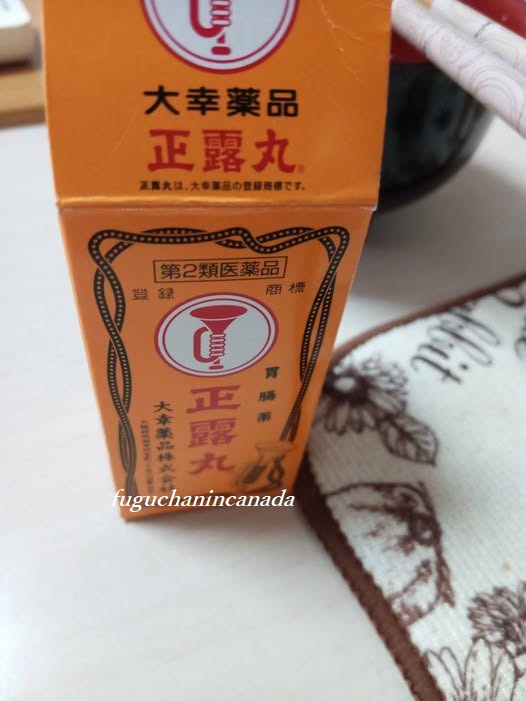 大幸薬品
正露丸®
正露丸は、大幸薬品の登録商標です。
第2類医薬品
登録 商標
胃腸薬
正露丸
大幸薬品株式会社
fuguchanincanada